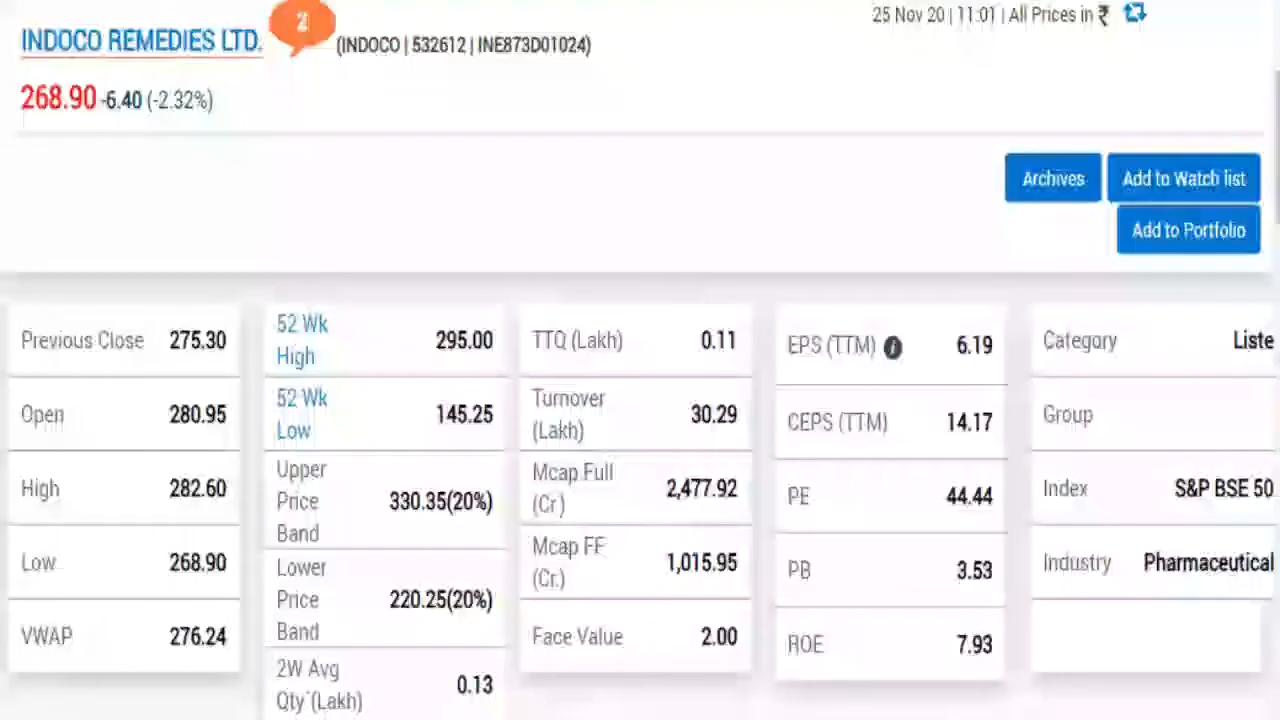 25 Nov 20 | 11:01 | All Prices in ₹
2
INDOCO REMEDIES LTD.
(INDOCO | 532612 | INE873D01024)
268.90 -6.40 (-2.32%)
Archives
Add to Watch list
Add to Portfolio
Previous Close 275.30
Open 280.95
High 282.60
Low 268.90
VWAP 276.24
52 Wk
High
295.00
52 Wk
Low
145.25
Upper
Price
Band
330.35(20%)
Lower
Price
Band
220.25(20%)
2W Avg
Qty (Lakh)
0.13
TTQ (Lakh) 0.11
Turnover
(Lakh)
30.29
Mcap Full
(Cr.)
2,477.92
Mcap FF
(Cr.)
1,015.95
Face Value 2.00
EPS (TTM) i 6.19
CEPS (TTM) 14.17
PE 44.44
PB 3.53
ROE 7.93
Category Liste
Group
Index S&P BSE 50
Industry Pharmaceutical